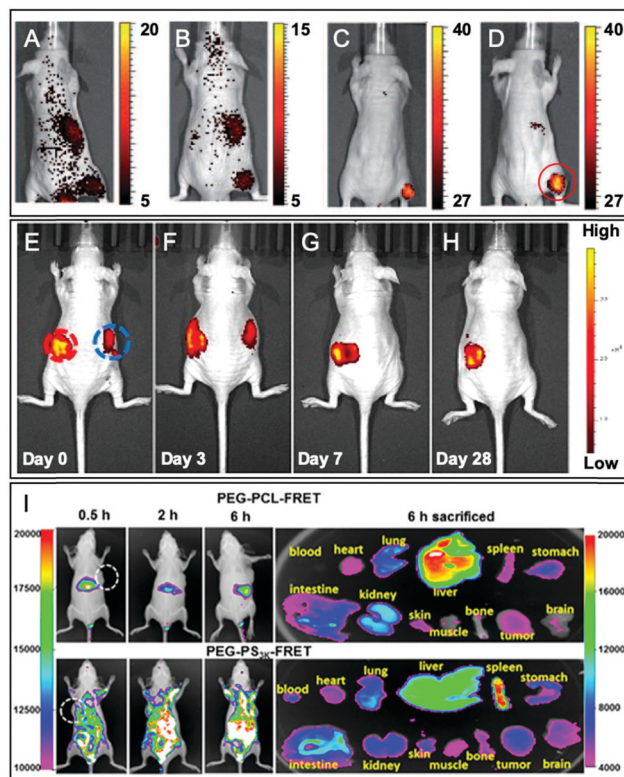 A B C D
20 15 40 40
5 5 27 27
E F G H
High
Day 0 Day 3 Day 7 Day 28
Low
I
PEG-PCL-FRET
0.5 h 2 h 6 h 6 h sacrificed
20000 20000
blood heart lung liver spleen stomach
17500 16000
intestine kidney skin muscle bone tumor brain
15000 12000
PEG-PS3K-FRET
blood heart lung liver spleen stomach
12500 8000
intestine kidney skin muscle bone tumor brain
10000 4000